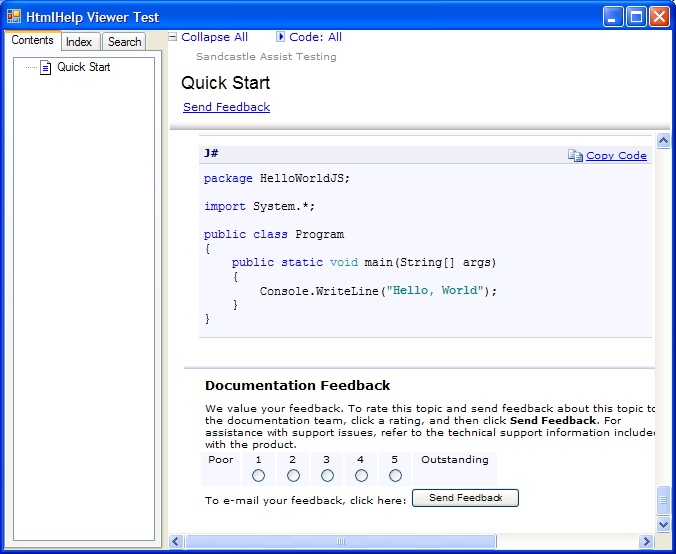 HtmlHelp Viewer Test
Contents Index Search
Quick Start
Collapse All Code: All
Sandcastle Assist Testing
Quick Start
Send Feedback
J# Copy Code
package HelloWorldJS;
import System.*;
public class Program
{
public static void main(String[] args)
{
Console.WriteLine("Hello, World");
}
}
Documentation Feedback
We value your feedback. To rate this topic and send feedback about this topic to
the documentation team, click a rating, and then click Send Feedback. For
assistance with support issues, refer to the technical support information include
with the product.
Poor 1 2 3 4 5 Outstanding
To e-mail your feedback, click here: Send Feedback